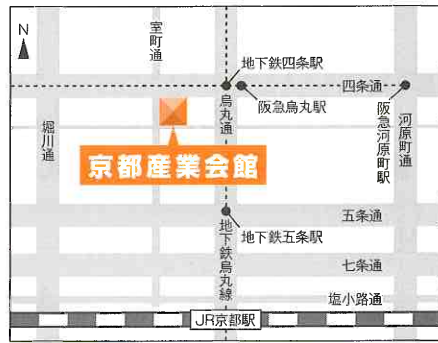 N
室町通
地下鉄四条駅
四条通
阪急烏丸駅
烏丸通
阪急河原町駅
河原町通
堀川通
京都産業会館
五条通
地下鉄五条駅
地下鉄烏丸線
七条通
塩小路通
JR京都駅